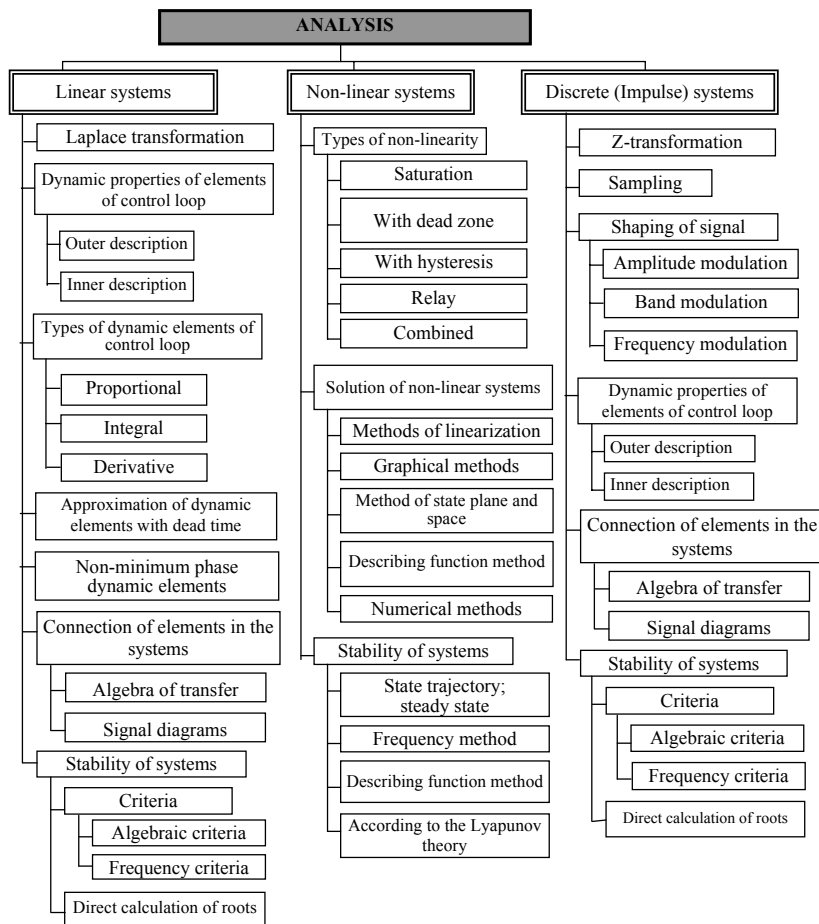 ANALYSIS
Linear systems
Laplace transformation
Dynamic properties of elements
of control loop
Outer description
Inner description
Types of dynamic elements of
control loop
Proportional
Integral
Derivative
Approximation of dynamic
elements with dead time
Non-minimum phase
dynamic elements
Connection of elements in the
systems
Algebra of transfer
Signal diagrams
Stability of systems
Criteria
Algebraic criteria
Frequency criteria
Direct calculation of roots
Non-linear systems
Types of non-linearity
Saturation
With dead zone
With hysteresis
Relay
Combined
Solution of non-linear systems
Methods of linearization
Graphical methods
Method of state plane and
space
Describing function method
Numerical methods
Stability of systems
State trajectory;
steady state
Frequency method
Describing function method
According to the Lyapunov
theory
Discrete (Impulse) systems
Z-transformation
Sampling
Shaping of signal
Amplitude modulation
Band modulation
Frequency modulation
Dynamic properties of
elements of control loop
Outer description
Inner description
Connection of elements in the
systems
Algebra of transfer
Signal diagrams
Stability of systems
Criteria
Algebraic criteria
Frequency criteria
Direct calculation of roots